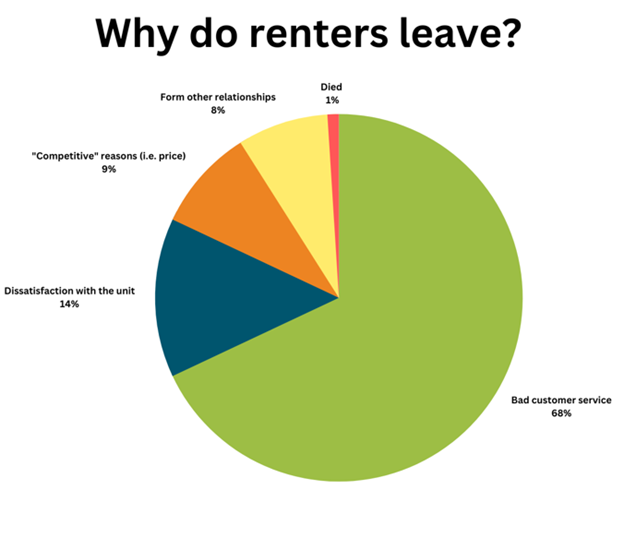 Why do renters leave?
Died
1%
Form other relationships
8%
"Competitive" reasons (i.e. price)
9%
Dissatisfaction with the unit
14%
Bad customer service
68%